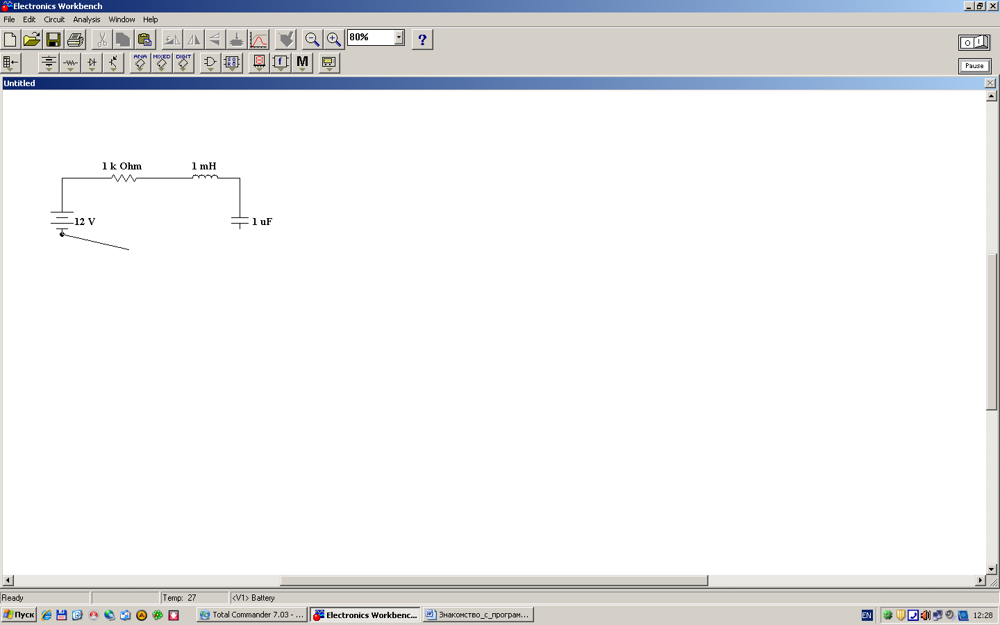 Electronics Workbench
File Edit Circuit Analysis Window Help
80%
?
O I
ANA MIXED DIGIT
f
M
Pause
Untitled
1 k Ohm
1 mH
12 V
1 uF
Ready
Temp: 27
<V1> Battery
Пуск
Total Commander 7.03 - ...
Electronics Workbenc...
Знакомство_с_програм...
EN
12:28